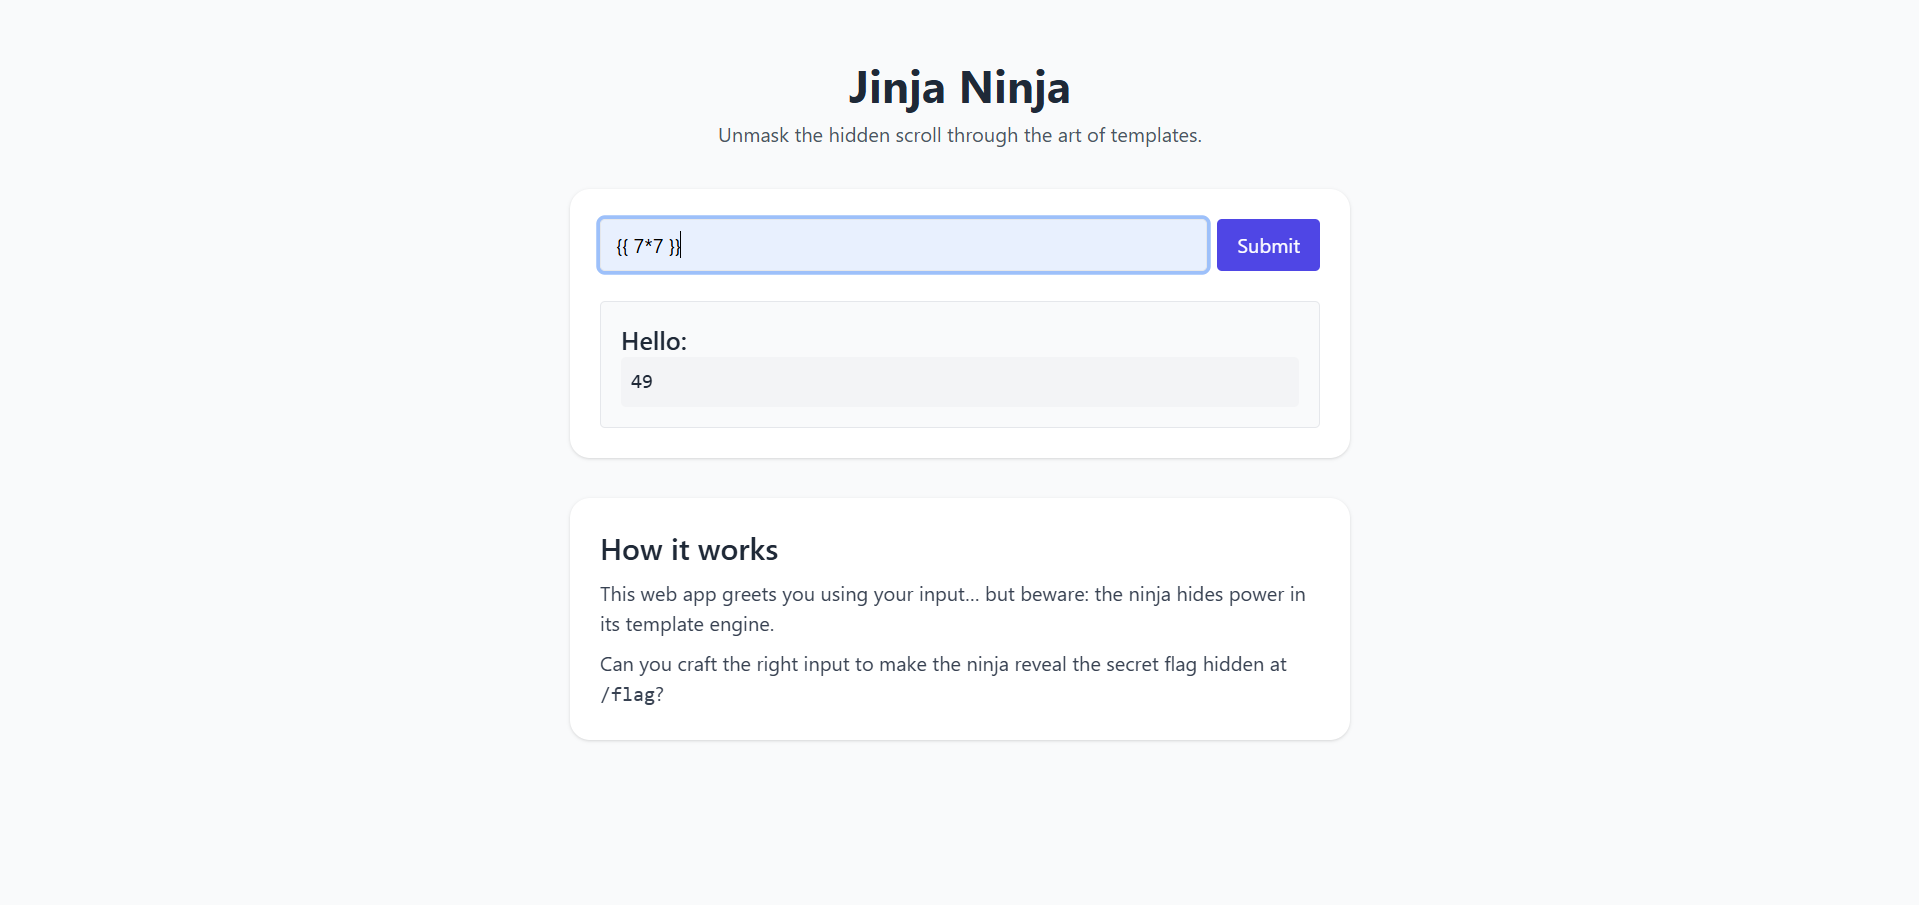 Jinja Ninja
Unmask the hidden scroll through the art of templates.
{{ 7*7 }}
Submit
Hello:
49
How it works
This web app greets you using your input... but beware: the ninja hides power in
its template engine.
Can you craft the right input to make the ninja reveal the secret flag hidden at
/flag?